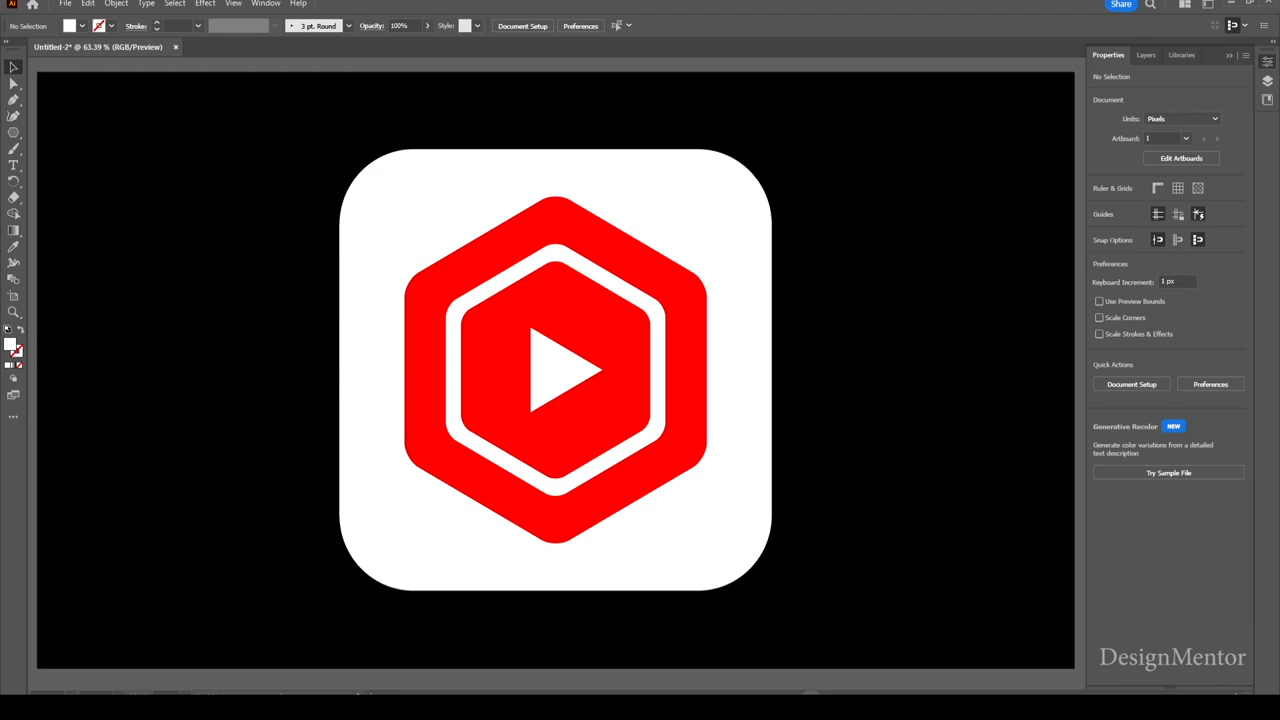 Ai File Edit Object Type Select Effect View Window Help Share
No Selection Stroke: 3 pt. Round Opacity: 100% Style: Document Setup Preferences
Untitled-2* @ 63.39 % (RGB/Preview) ×
Properties Layers Libraries
No Selection
Document
Units: Pixels
Artboard: 1
Edit Artboards
Ruler & Grids
Guides
Snap Options
Preferences
Keyboard Increment: 1 px
Use Preview Bounds
Scale Corners
Scale Strokes & Effects
Quick Actions
Document Setup Preferences
Generative Recolor NEW
Generate color variations from a detailed
text description
Try Sample File
DesignMentor